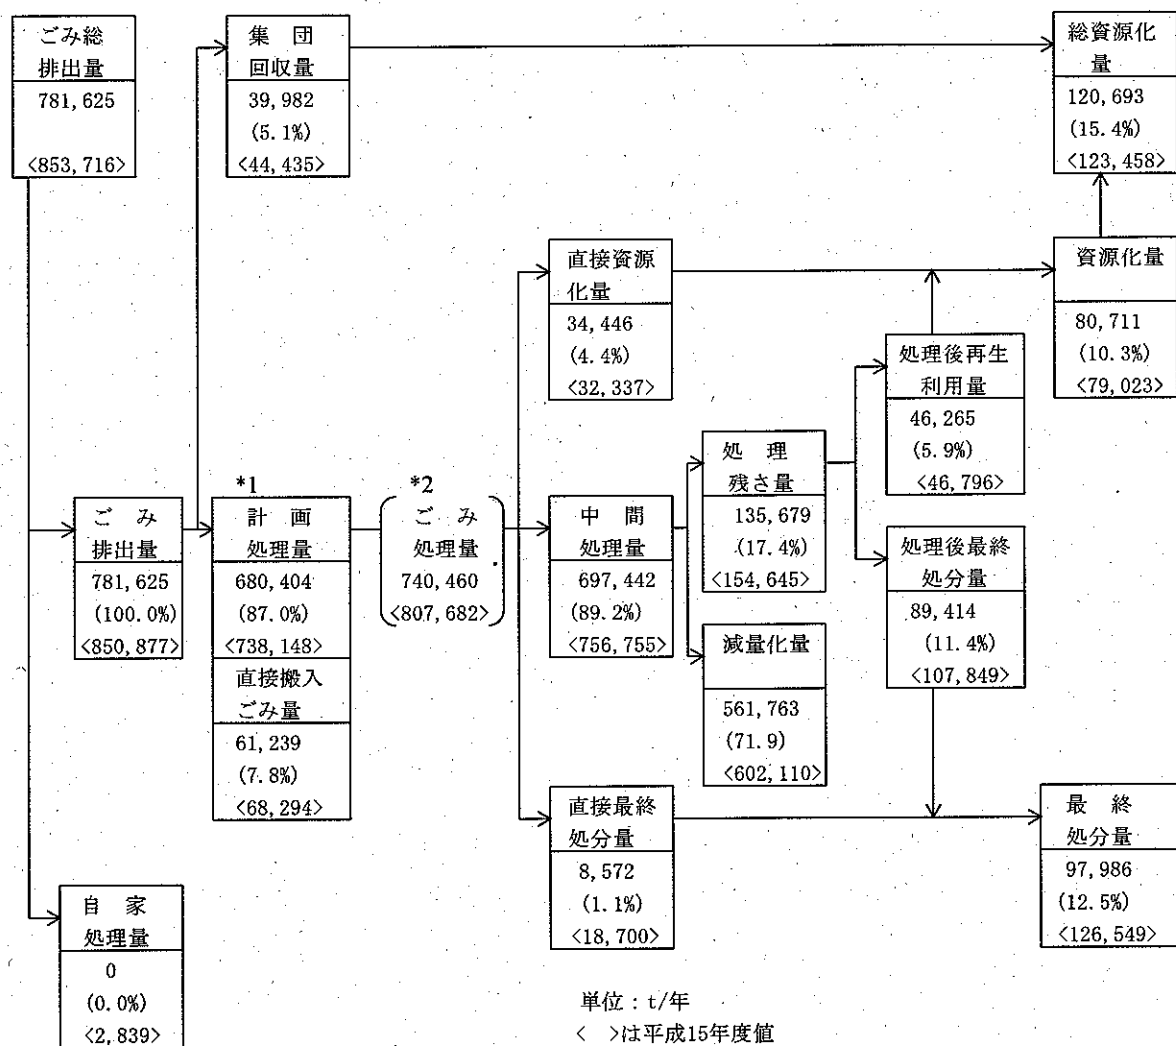 ごみ総
排出量
781,625
<853,716>
集 団
回収量
39,982
(5.1%)
<44,435>
総資源化
量
120,693
(15.4%)
<123,458>
直接資源
化量
34,446
(4.4%)
<32,337>
資源化量
80,711
(10.3%)
<79,023>
処理後再生
利用量
46,265
(5.9%)
<46,796>
処 理
残さ量
135,679
(17.4%)
<154,645>
ご み
排出量
781,625
(100.0%)
<850,877>
*1
計 画
処理量
680,404
(87.0%)
<738,148>
直接搬入
ごみ量
61,239
(7.8%)
<68,294>
*2
ご み
処理量
740,460
<807,682>
中 間
処理量
697,442
(89.2%)
<756,755>
処理後最終
処分量
89,414
(11.4%)
<107,849>
減量化量
561,763
(71.9)
<602,110>
直接最終
処分量
8,572
(1.1%)
<18,700>
最 終
処分量
97,986
(12.5%)
<126,549>
自 家
処理量
0
(0.0%)
<2,839>
単位:t/年
< >は平成15年度値